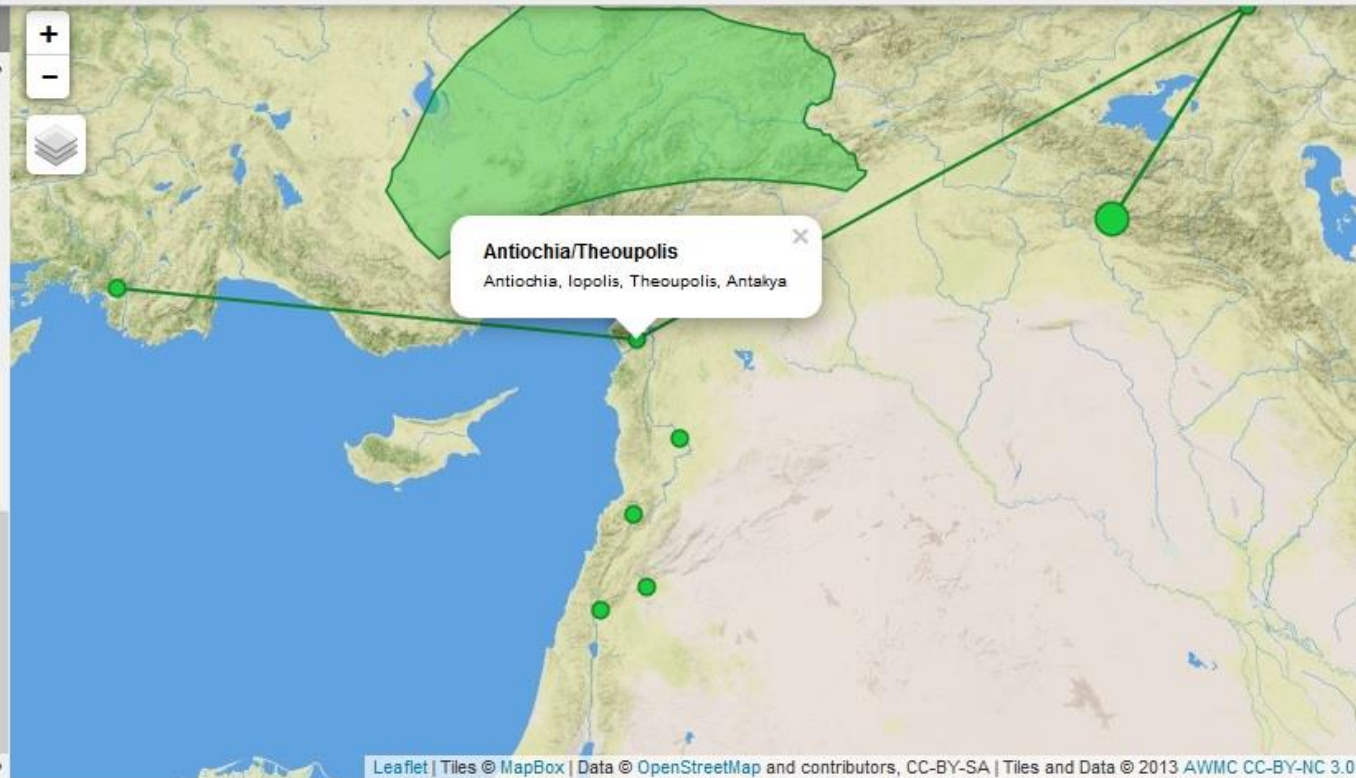 +
−
Antiochia/Theoupolis
×
Antiochia, Iopolis, Theoupolis, Antakya
Leaflet | Tiles © MapBox | Data © OpenStreetMap and contributors, CC-BY-SA | Tiles and Data © 2013 AWMC CC-BY-NC 3.0